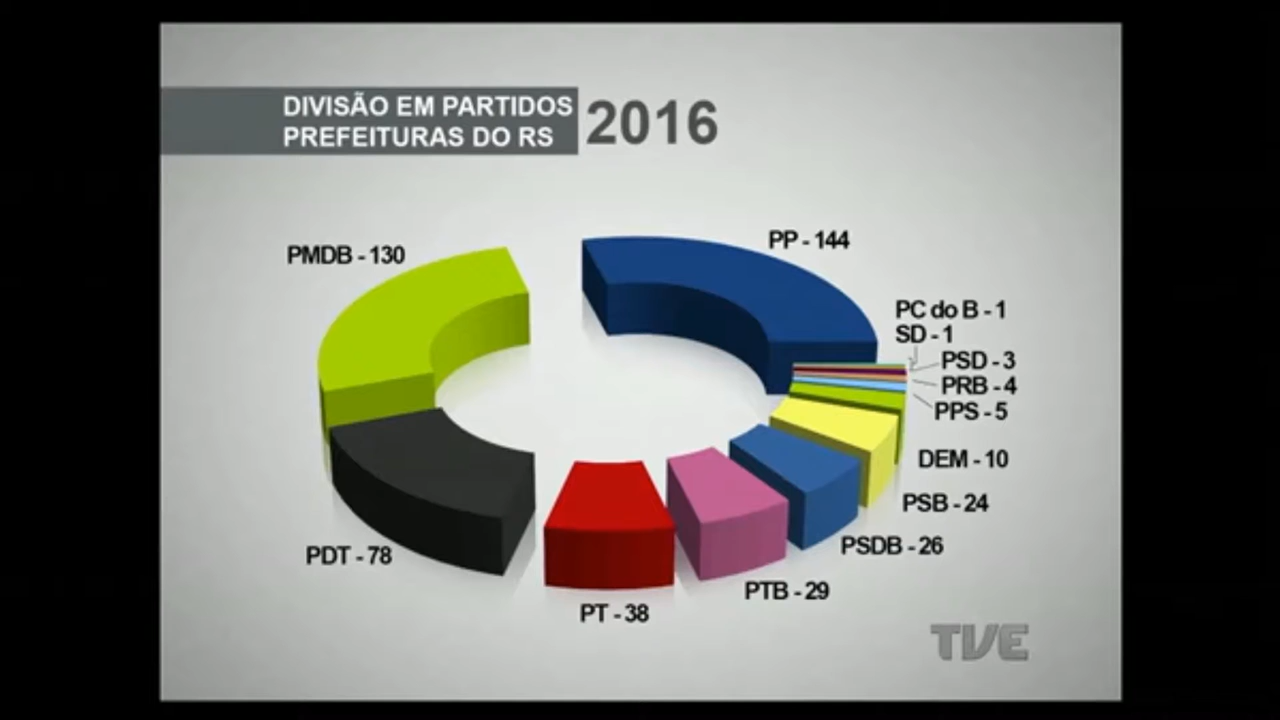 DIVISÃO EM PARTIDOS
PREFEITURAS DO RS
2016
PMDB - 130
PP - 144
PC do B - 1
SD - 1
PSD - 3
PRB - 4
PPS - 5
DEM - 10
PSB - 24
PSDB - 26
PTB - 29
PT - 38
PDT - 78
TVE